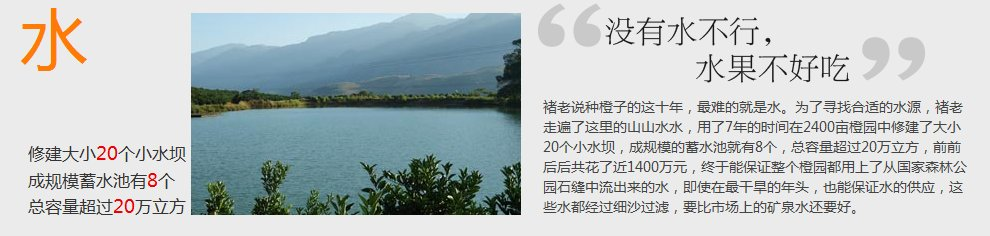 水
修建大小20个小水坝
成规模蓄水池有8个
总容量超过20万立方
“没有水不行，
水果不好吃”
褚老说种橙子的这十年，最难的就是水。为了寻找合适的水源，褚老
走遍了这里的山山水水，用了7年的时间在2400亩橙园中修建了大小
20个小水坝，成规模的蓄水池就有8个，总容量超过20万立方，前前
后后共花了近1400万元，终于能保证整个橙园都用上了从国家森林公
园石缝中流出来的水，即使在最干旱的年头，也能保证水的供应，这
些水都经过细沙过滤，要比市场上的矿泉水还要好。